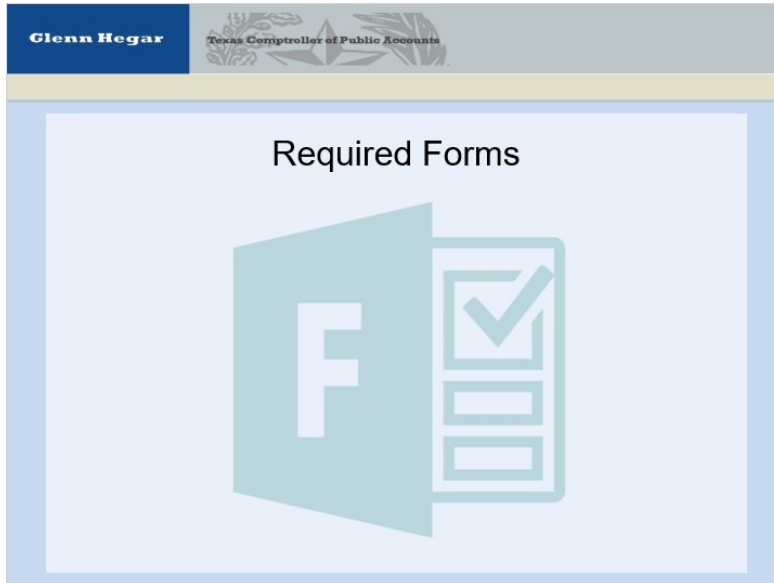 Glenn Hegar
Texas Comptroller of Public Accounts
Required Forms
F